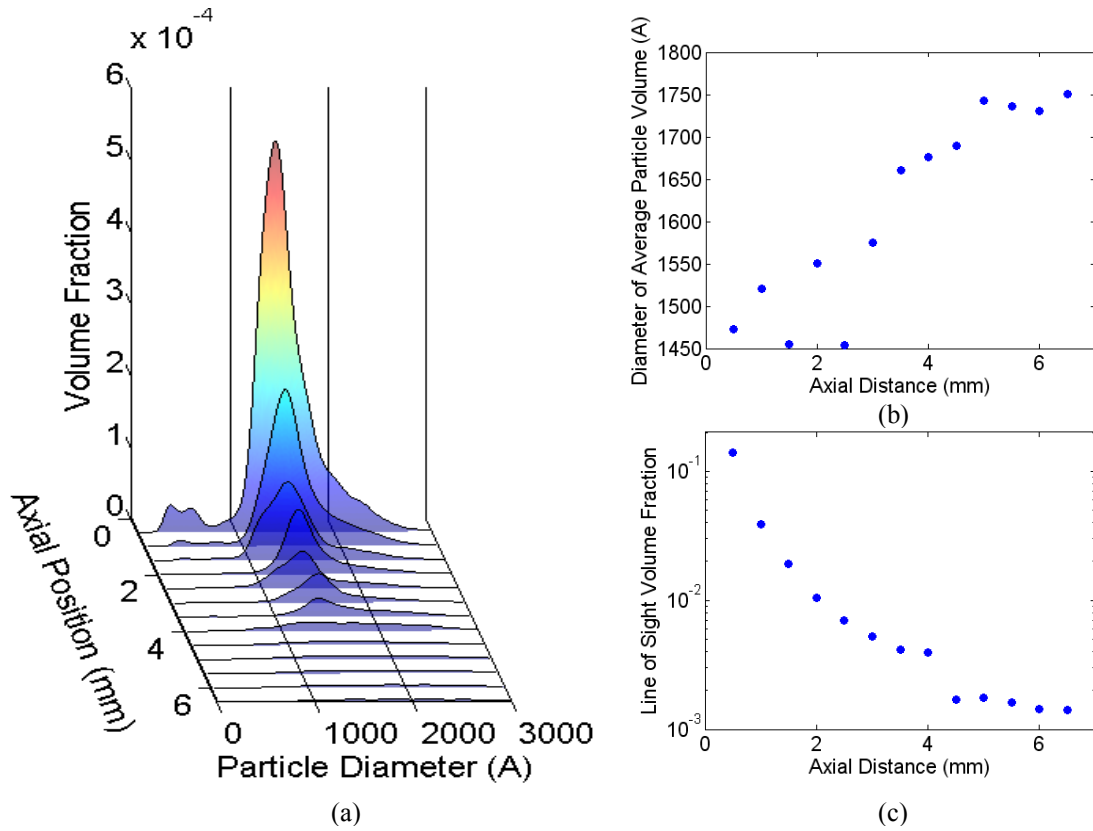 x 10^-4
6
5
4
3
2
1
0
Volume Fraction
0
2
4
6
Axial Position (mm)
0 1000 2000 3000
Particle Diameter (A)
(a)
1800
1750
1700
1650
1600
1550
1500
1450
Diameter of Average Particle Volume (A)
0 2 4 6
Axial Distance (mm)
(b)
10^-1
10^-2
10^-3
Line of Sight Volume Fraction
0 2 4 6
Axial Distance (mm)
(c)